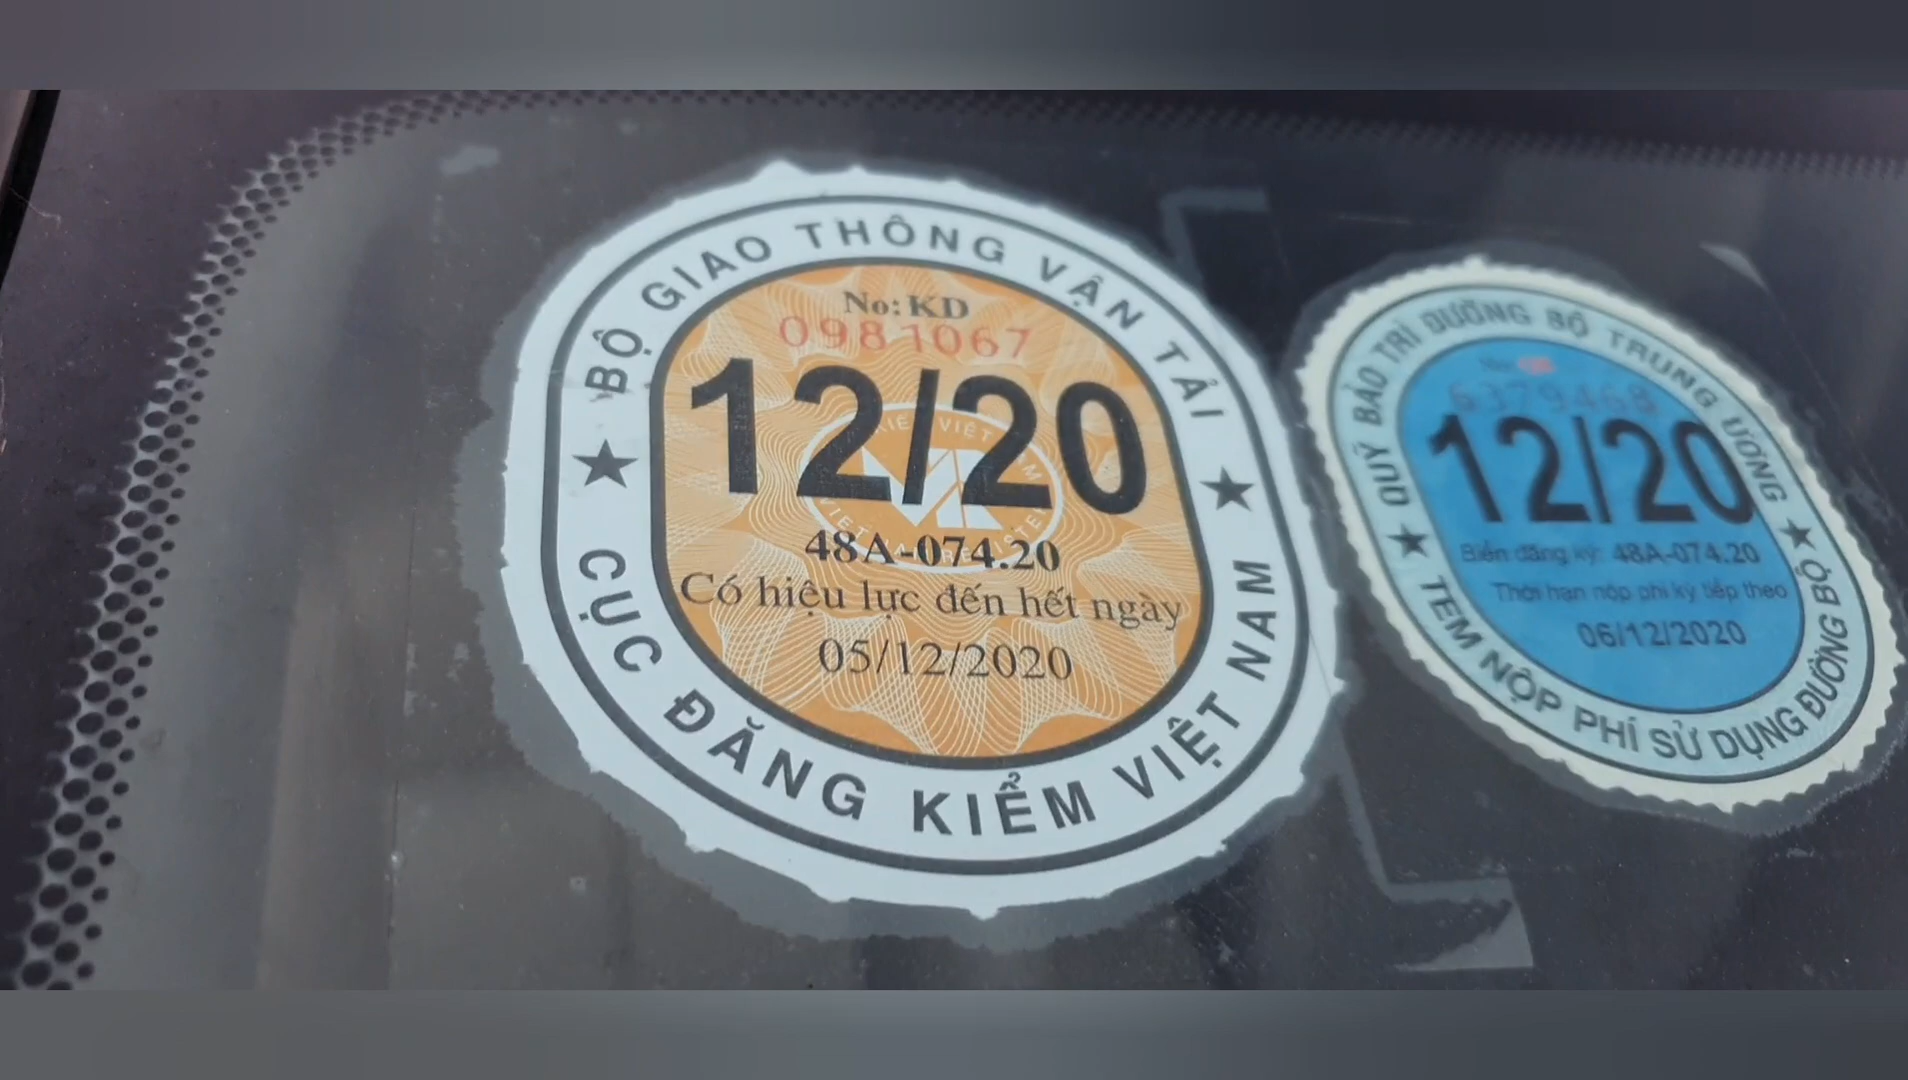 BỘ GIAO THÔNG VẬN TẢI
No: KD
0981067
12/20
48A-074.20
Có hiệu lực đến hết ngày
05/12/2020
CỤC ĐĂNG KIỂM VIỆT NAM
QUỸ BẢO TRÌ ĐƯỜNG BỘ TRUNG ƯƠNG
No:
6379468
12/20
Biển đăng ký: 48A-074.20
Thời hạn nộp phí kỳ tiếp theo
06/12/2020
TEM NỘP PHÍ SỬ DỤNG ĐƯỜNG BỘ